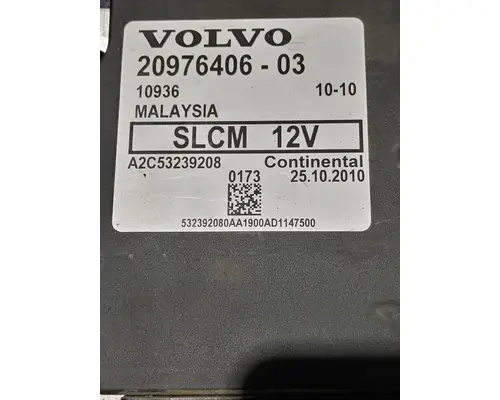 VOLVO
20976406 - 03
10936 10-10
MALAYSIA
SLCM 12V
A2C53239208 Continental
0173 25.10.2010
532392080AA1900AD1147500